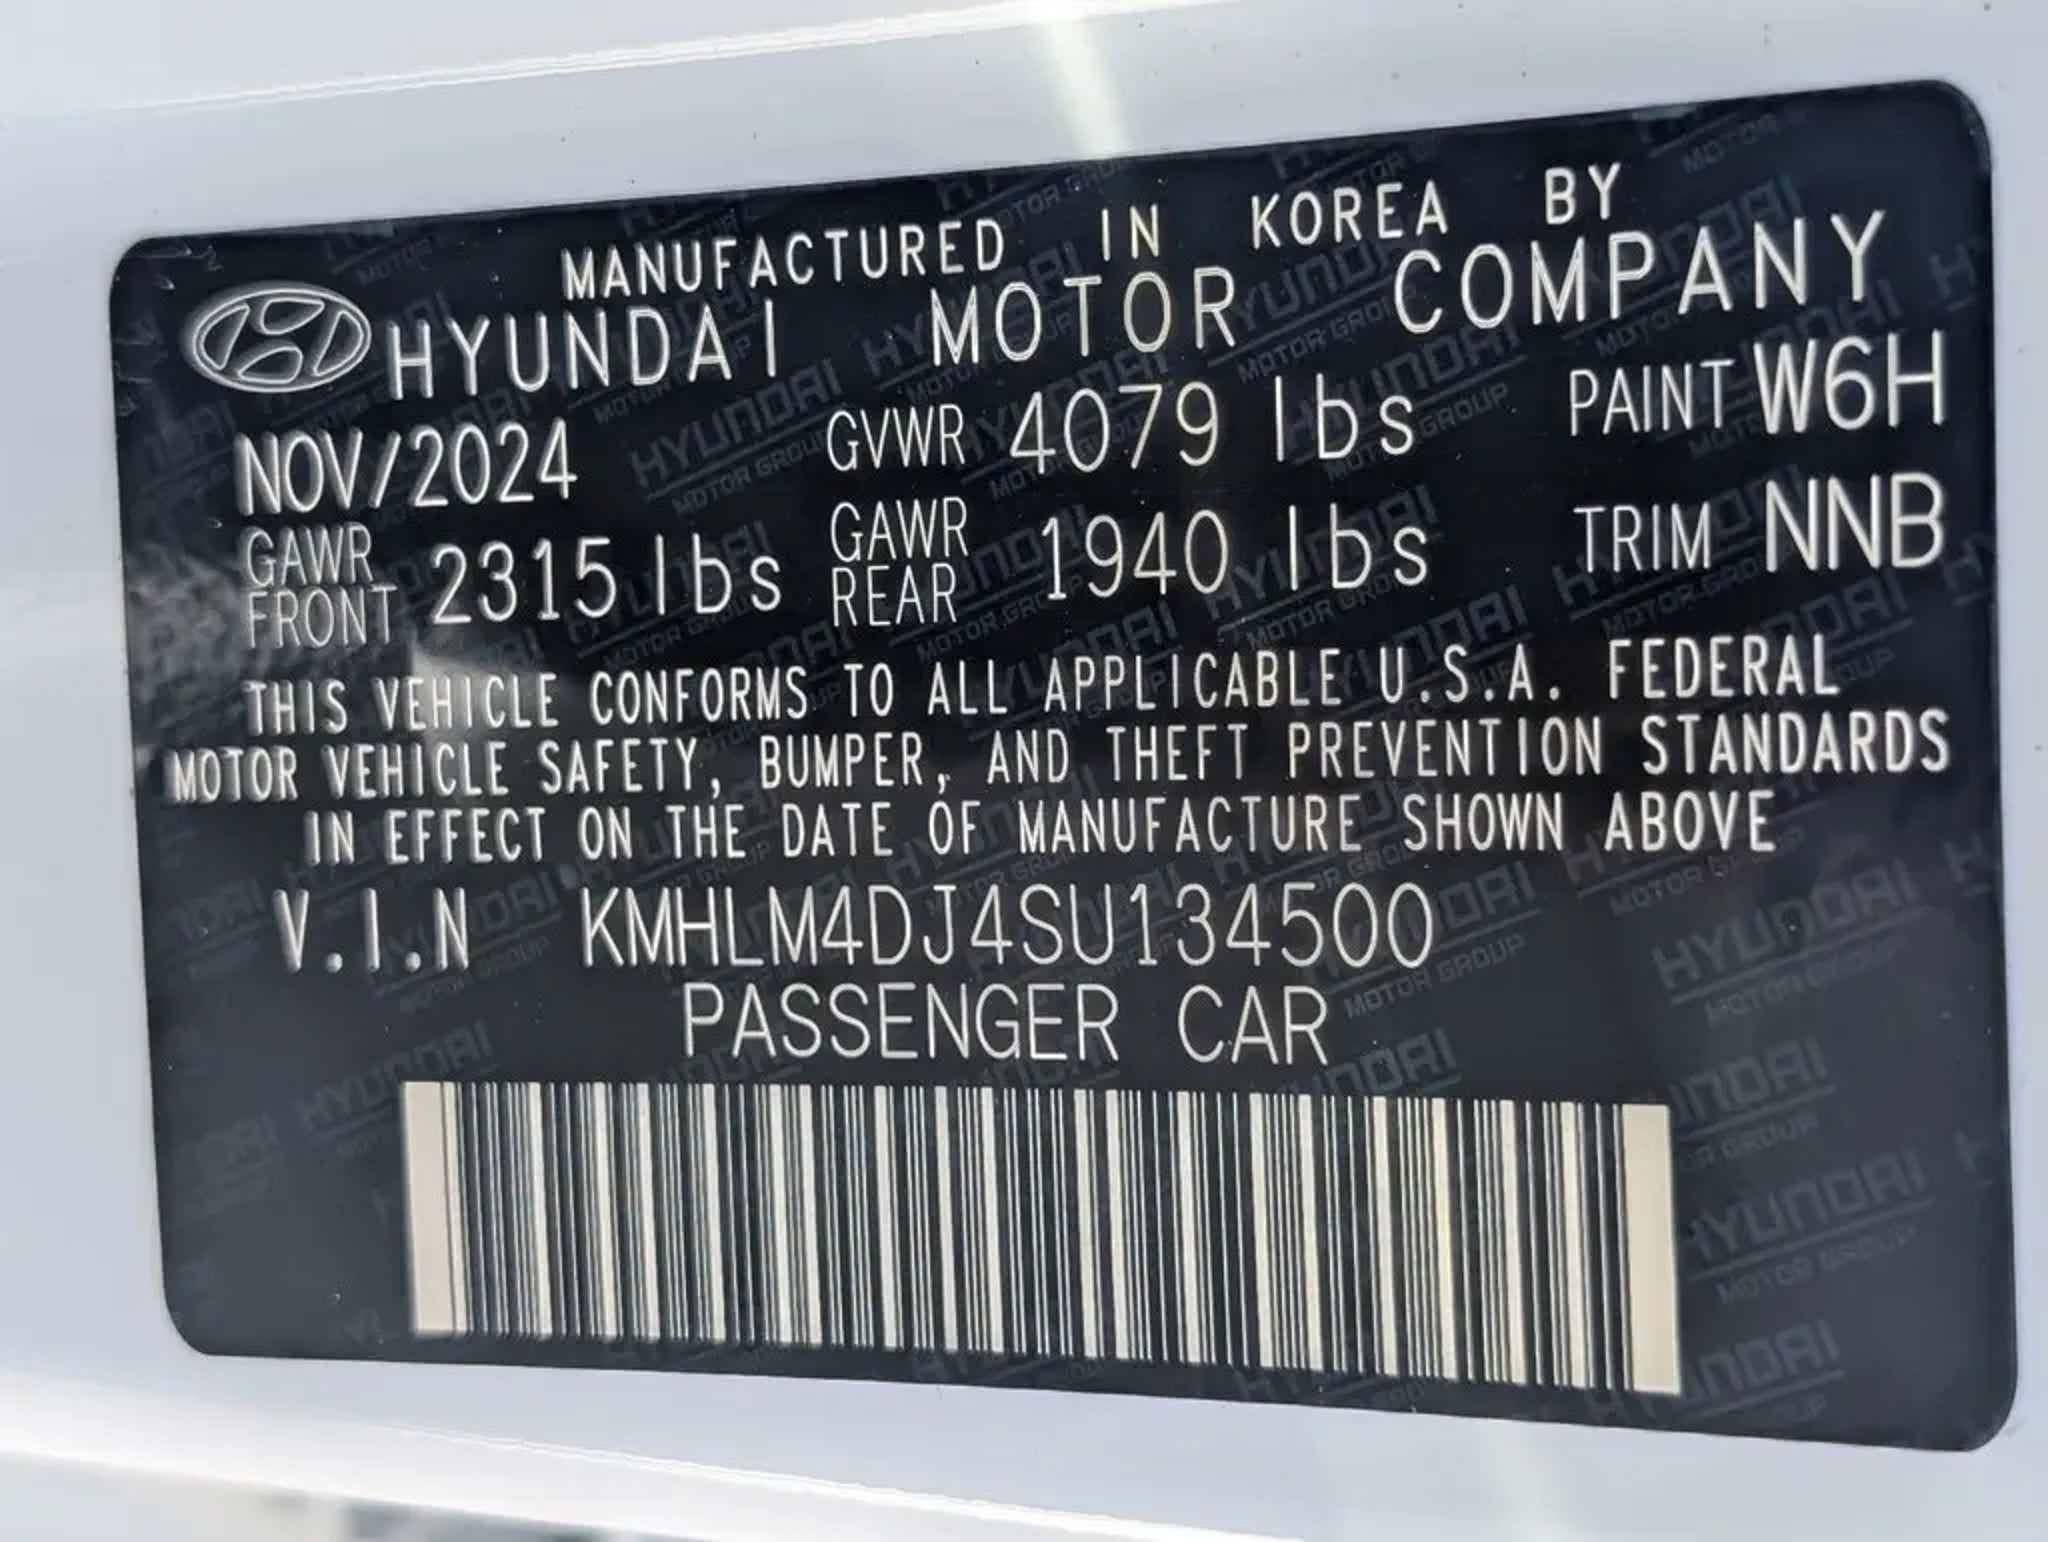 MANUFACTURED IN KOREA BY
HYUNDAI MOTOR COMPANY
NOV/2024 GVWR 4079 lbs PAINT W6H
GAWR FRONT 2315 lbs GAWR REAR 1940 lbs TRIM NNB
THIS VEHICLE CONFORMS TO ALL APPLICABLE U.S.A. FEDERAL
MOTOR VEHICLE SAFETY, BUMPER, AND THEFT PREVENTION STANDARDS
IN EFFECT ON THE DATE OF MANUFACTURE SHOWN ABOVE
V.I.N KMHLM4DJ4SU134500
PASSENGER CAR